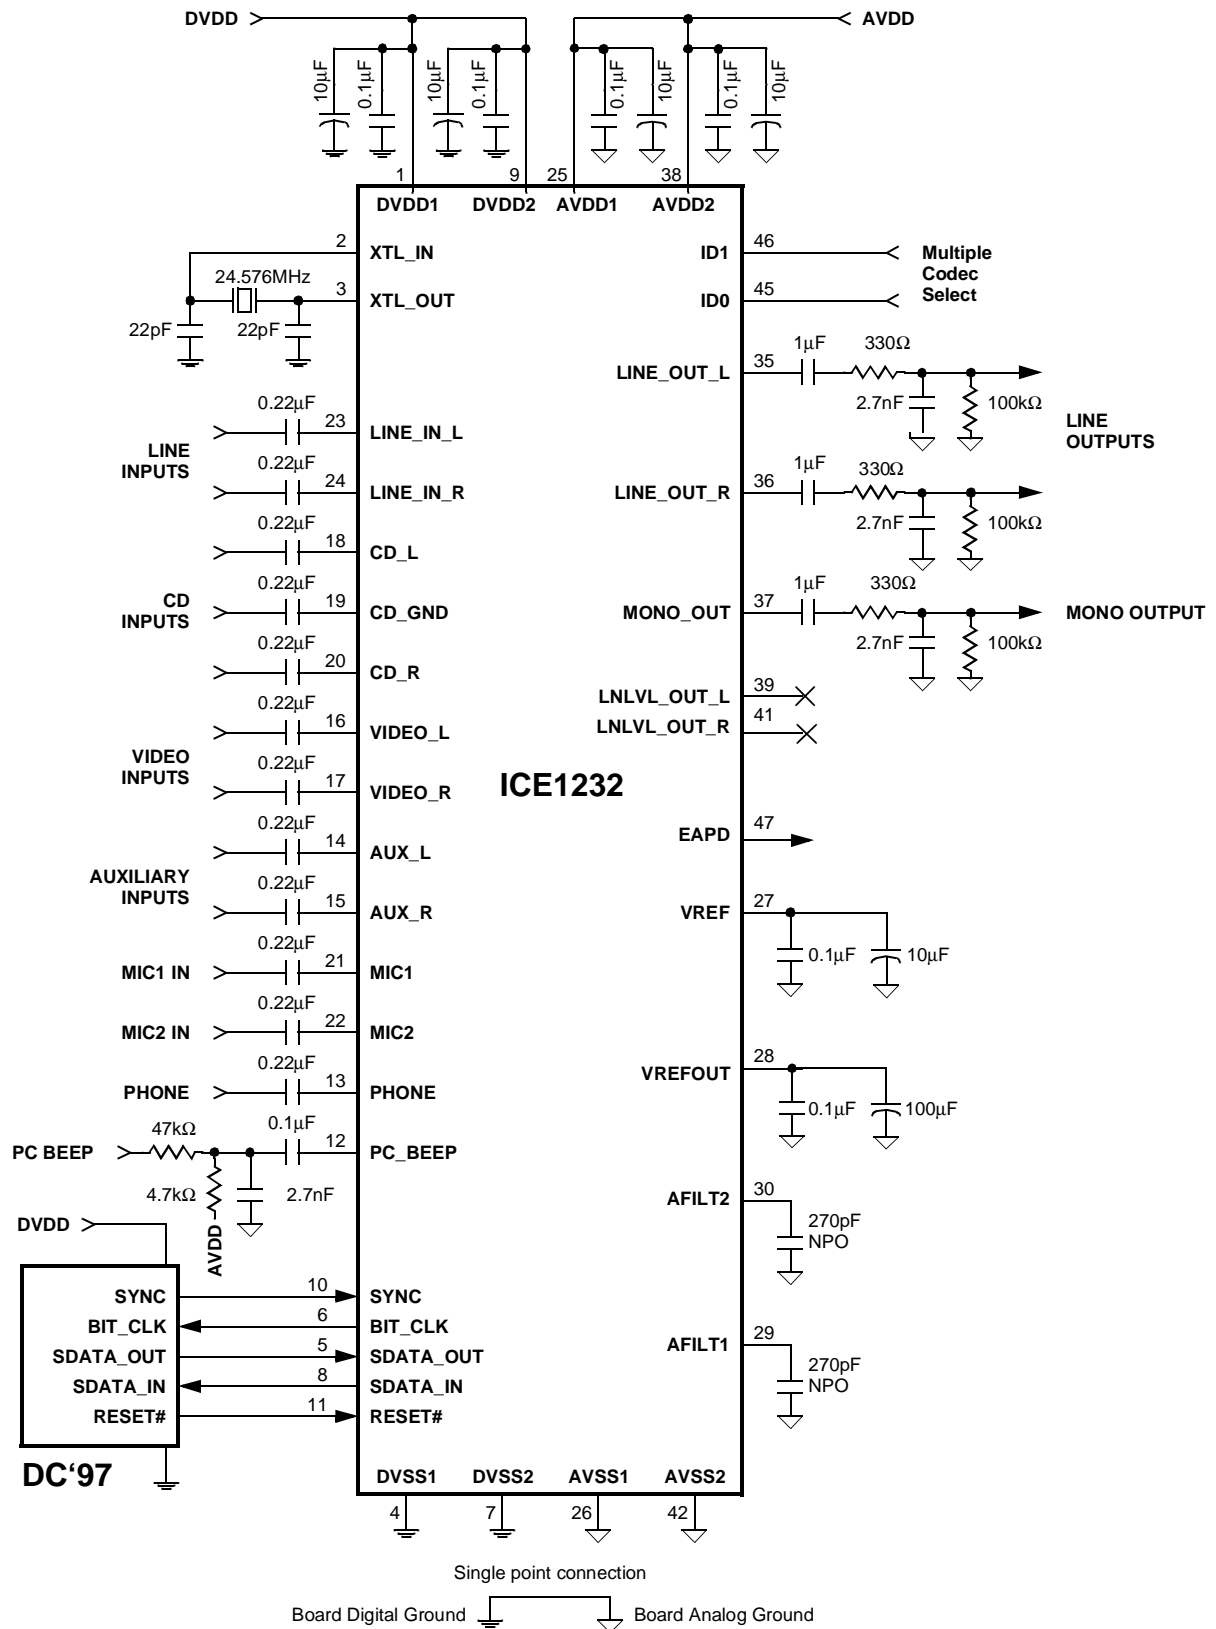 DVDD
AVDD
10µF
0.1µF
10µF
0.1µF
0.1µF
10µF
0.1µF
10µF
1
9
25
38
DVDD1
DVDD2
AVDD1
AVDD2
2
XTL_IN
24.576MHz
3
XTL_OUT
22pF
22pF
ID1
46
ID0
45
Multiple
Codec
Select
LINE_OUT_L
35
1µF
330Ω
2.7nF
100kΩ
LINE
OUTPUTS
LINE
INPUTS
0.22µF
23
LINE_IN_L
0.22µF
24
LINE_IN_R
LINE_OUT_R
36
1µF
330Ω
2.7nF
100kΩ
CD
INPUTS
0.22µF
18
CD_L
0.22µF
19
CD_GND
0.22µF
20
CD_R
MONO_OUT
37
1µF
330Ω
2.7nF
100kΩ
MONO OUTPUT
LNLVL_OUT_L
39
LNLVL_OUT_R
41
VIDEO
INPUTS
0.22µF
16
VIDEO_L
0.22µF
17
VIDEO_R
ICE1232
EAPD
47
AUXILIARY
INPUTS
0.22µF
14
AUX_L
0.22µF
15
AUX_R
VREF
27
0.1µF
10µF
MIC1 IN
0.22µF
21
MIC1
MIC2 IN
0.22µF
22
MIC2
VREFOUT
28
0.1µF
100µF
PHONE
0.22µF
13
PHONE
PC BEEP
47kΩ
0.1µF
12
PC_BEEP
4.7kΩ
2.7nF
AVDD
AFILT2
30
270pF
NPO
DVDD
SYNC
10
SYNC
BIT_CLK
6
BIT_CLK
SDATA_OUT
5
SDATA_OUT
SDATA_IN
8
SDATA_IN
RESET#
11
RESET#
DC‘97
AFILT1
29
270pF
NPO
DVSS1
DVSS2
AVSS1
AVSS2
4
7
26
42
Single point connection
Board Digital Ground
Board Analog Ground